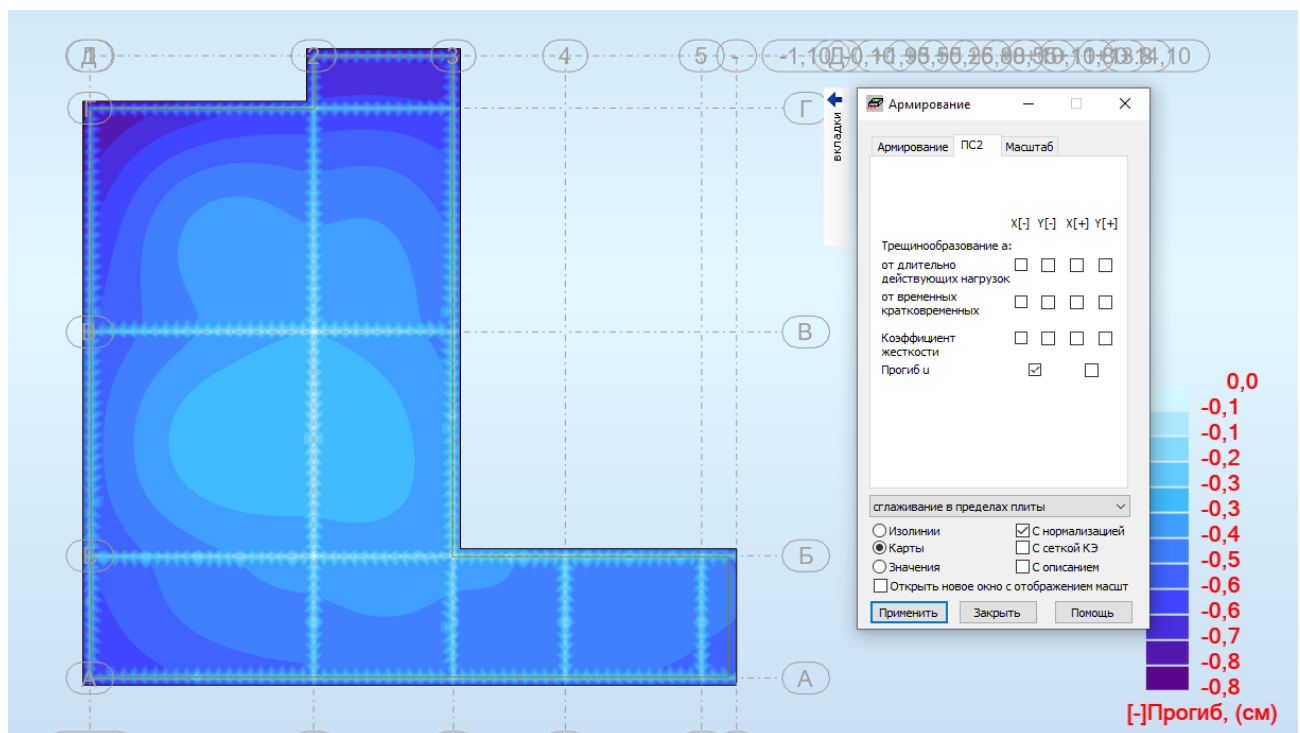 2
3
4
5
-
Г
Г
В
В
Б
Б
А
А
вкладки
Армирование
Армирование ПС2 Масштаб
X[-] Y[-] X[+] Y[+]
Трещинообразование a:
от длительно
действующих нагрузок
от временных
кратковременных
Коэффициент
жесткости
Прогиб u
сглаживание в пределах плиты
Изолинии С нормализацией
Карты С сеткой КЭ
Значения С описанием
Открыть новое окно с отображением масшт
Применить Закрыть Помощь
0,0
-0,1
-0,1
-0,2
-0,3
-0,3
-0,4
-0,5
-0,6
-0,6
-0,7
-0,8
-0,8
[-]Прогиб, (см)